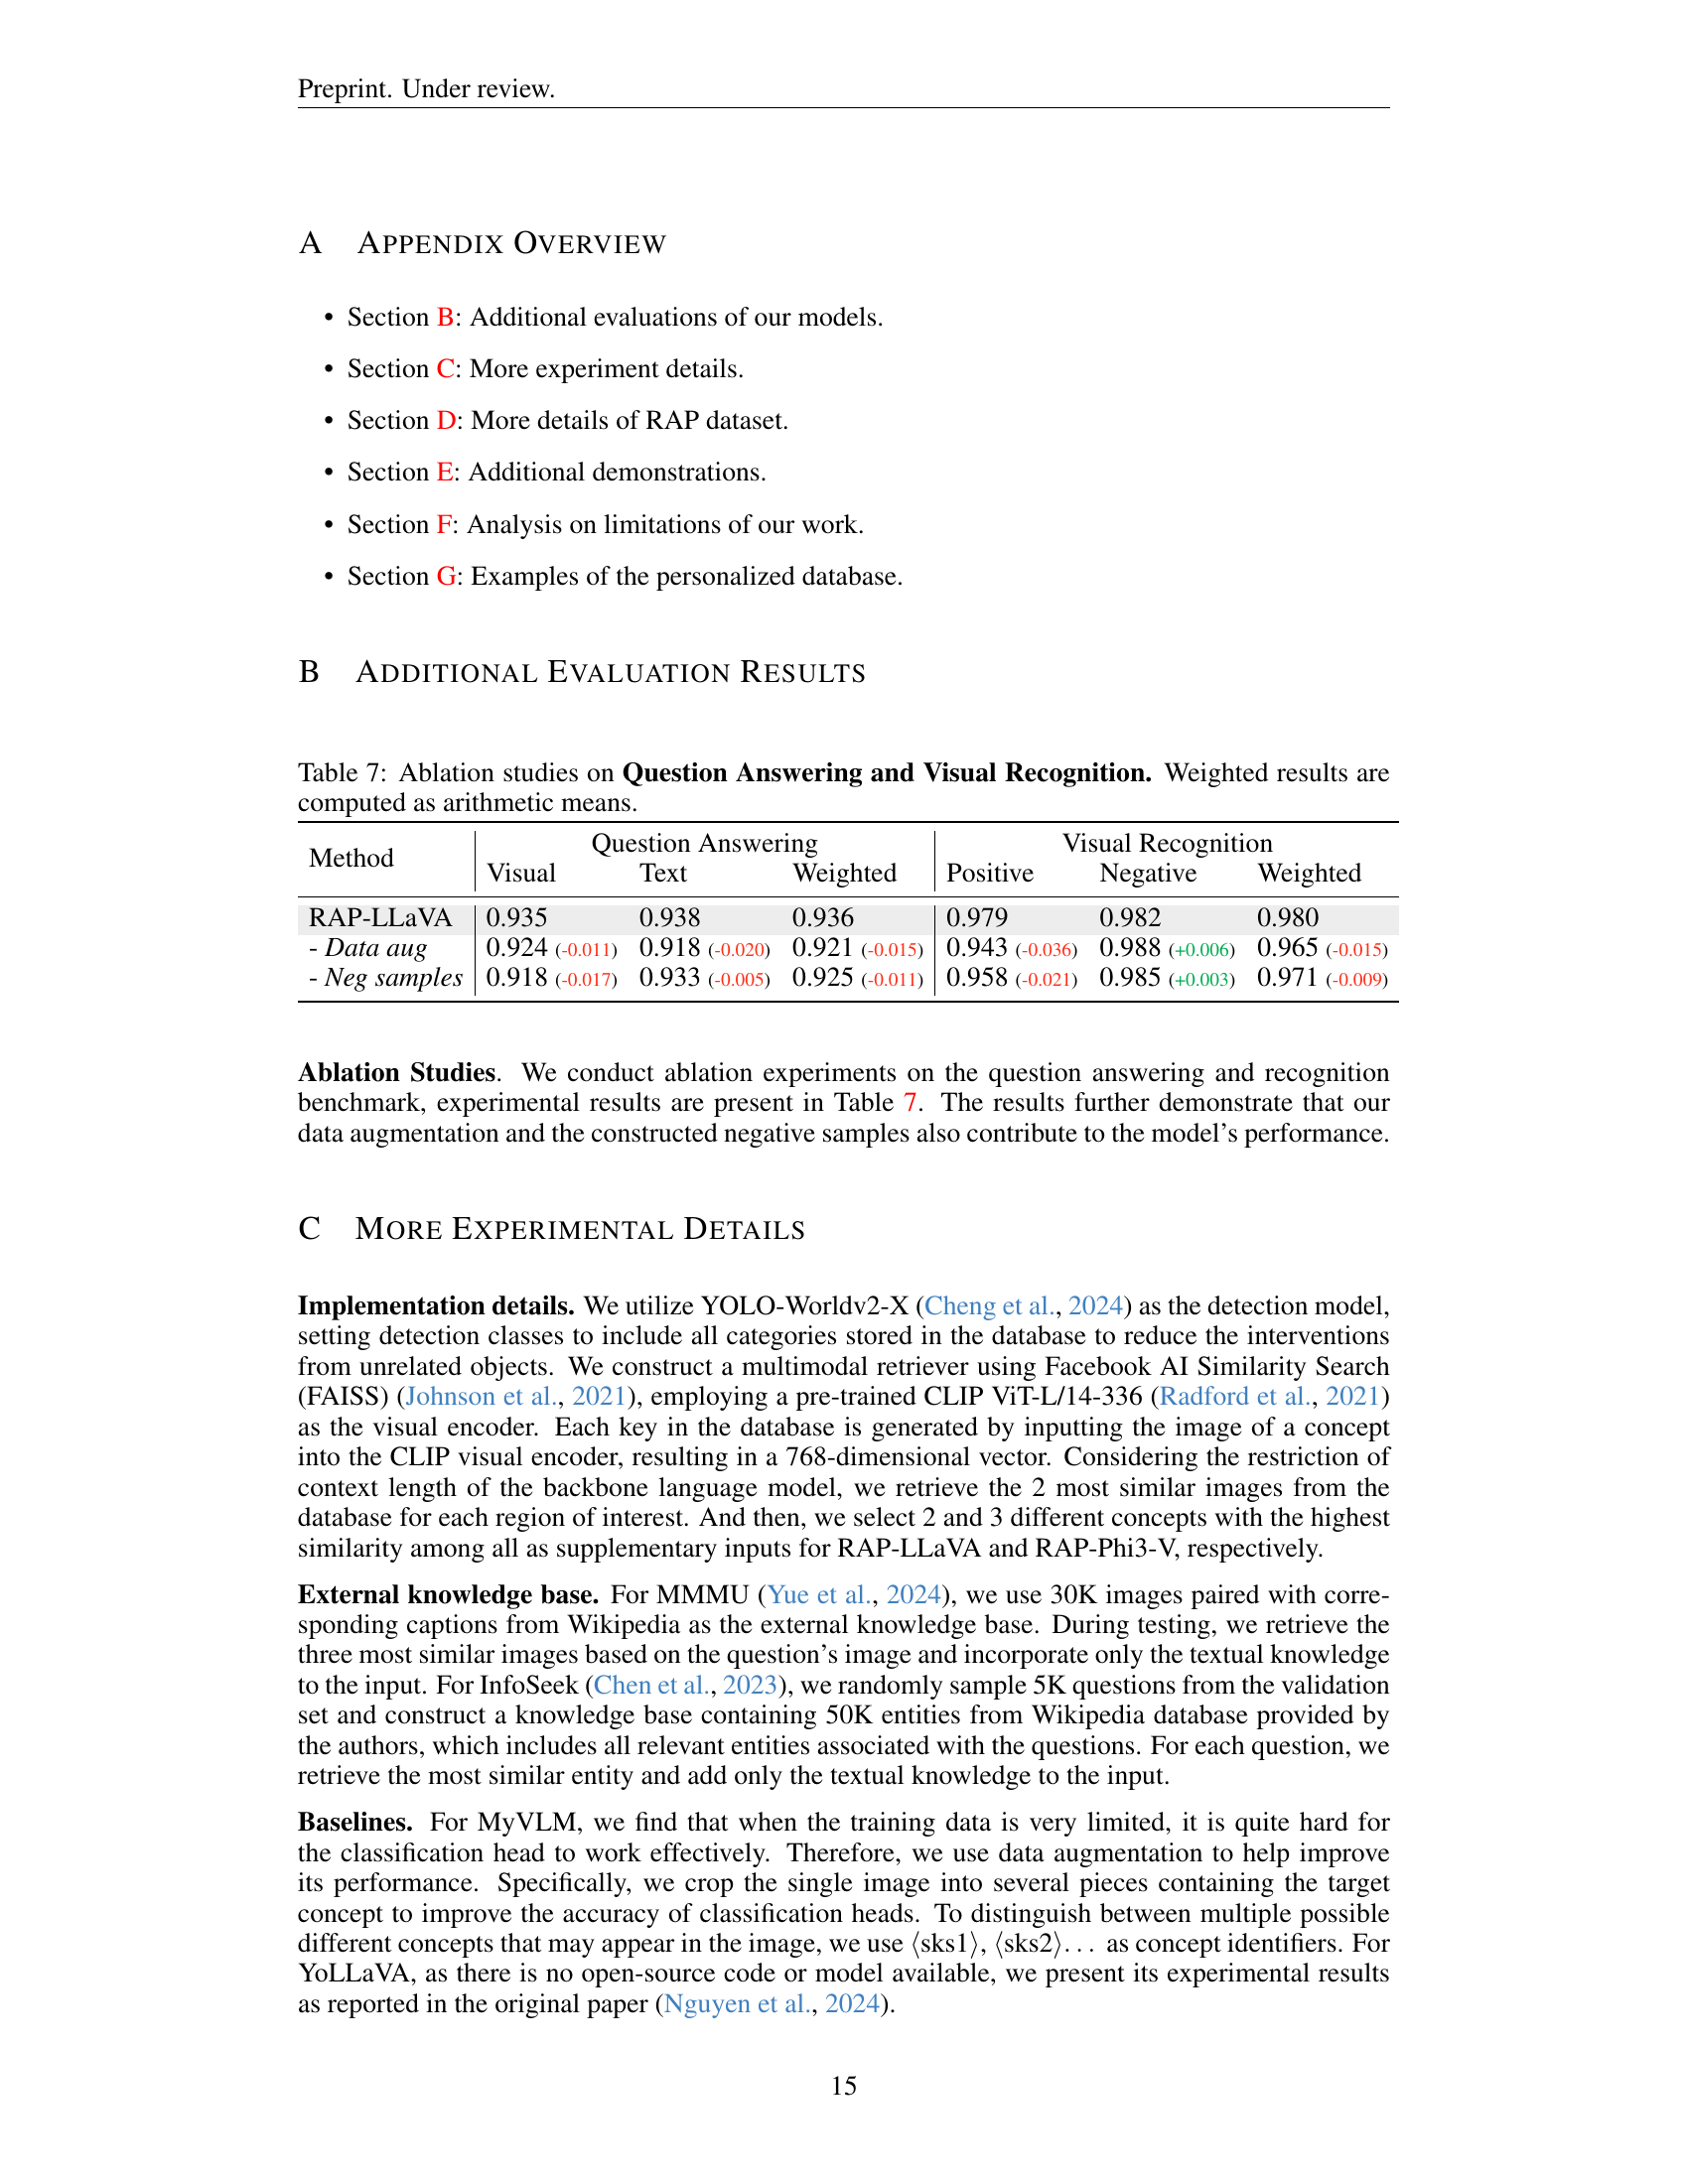 Preprint. Under review.
A APPENDIX OVERVIEW
• Section B: Additional evaluations of our models.
• Section C: More experiment details.
• Section D: More details of RAP dataset.
• Section E: Additional demonstrations.
• Section F: Analysis on limitations of our work.
• Section G: Examples of the personalized database.
B ADDITIONAL EVALUATION RESULTS
Table 7: Ablation studies on Question Answering and Visual Recognition. Weighted results are
computed as arithmetic means.
Method Question Answering Visual Recognition
Visual Text Weighted Positive Negative Weighted
RAP-LLaVA 0.935 0.938 0.936 0.979 0.982 0.980
- Data aug 0.924 (-0.011) 0.918 (-0.020) 0.921 (-0.015) 0.943 (-0.036) 0.988 (+0.006) 0.965 (-0.015)
- Neg samples 0.918 (-0.017) 0.933 (-0.005) 0.925 (-0.011) 0.958 (-0.021) 0.985 (+0.003) 0.971 (-0.009)
Ablation Studies. We conduct ablation experiments on the question answering and recognition
benchmark, experimental results are present in Table 7. The results further demonstrate that our
data augmentation and the constructed negative samples also contribute to the model's performance.
C MORE EXPERIMENTAL DETAILS
Implementation details. We utilize YOLO-Worldv2-X (Cheng et al., 2024) as the detection model,
setting detection classes to include all categories stored in the database to reduce the interventions
from unrelated objects. We construct a multimodal retriever using Facebook AI Similarity Search
(FAISS) (Johnson et al., 2021), employing a pre-trained CLIP ViT-L/14-336 (Radford et al., 2021)
as the visual encoder. Each key in the database is generated by inputting the image of a concept
into the CLIP visual encoder, resulting in a 768-dimensional vector. Considering the restriction of
context length of the backbone language model, we retrieve the 2 most similar images from the
database for each region of interest. And then, we select 2 and 3 different concepts with the highest
similarity among all as supplementary inputs for RAP-LLaVA and RAP-Phi3-V, respectively.
External knowledge base. For MMMU (Yue et al., 2024), we use 30K images paired with corre-
sponding captions from Wikipedia as the external knowledge base. During testing, we retrieve the
three most similar images based on the question's image and incorporate only the textual knowledge
to the input. For InfoSeek (Chen et al., 2023), we randomly sample 5K questions from the validation
set and construct a knowledge base containing 50K entities from Wikipedia database provided by
the authors, which includes all relevant entities associated with the questions. For each question, we
retrieve the most similar entity and add only the textual knowledge to the input.
Baselines. For MyVLM, we find that when the training data is very limited, it is quite hard for
the classification head to work effectively. Therefore, we use data augmentation to help improve
its performance. Specifically, we crop the single image into several pieces containing the target
concept to improve the accuracy of classification heads. To distinguish between multiple possible
different concepts that may appear in the image, we use ⟨sks1⟩, ⟨sks2⟩... as concept identifiers. For
YoLLaVA, as there is no open-source code or model available, we present its experimental results
as reported in the original paper (Nguyen et al., 2024).
15